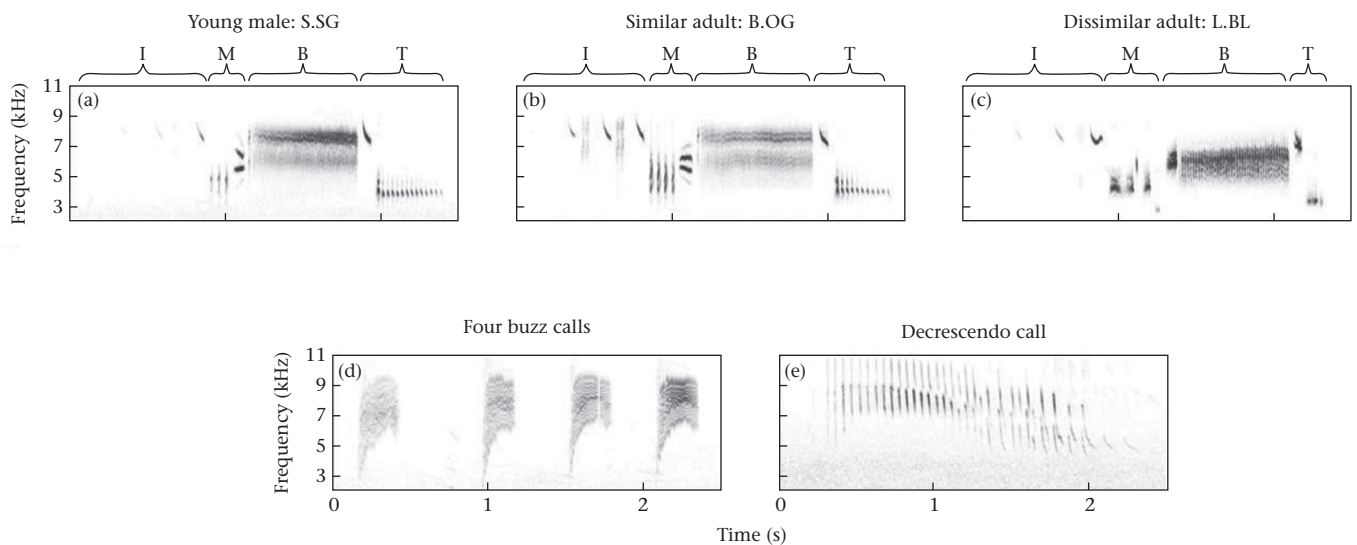 Young male: S.SG
Similar adult: B.OG
Dissimilar adult: L.BL
I M B T
I M B T
I M B T
Frequency (kHz)
11
9
7
5
3
(a)
(b)
(c)
Four buzz calls
Decrescendo call
Frequency (kHz)
11
9
7
5
3
(d)
(e)
0 1 2
0 1 2
Time (s)